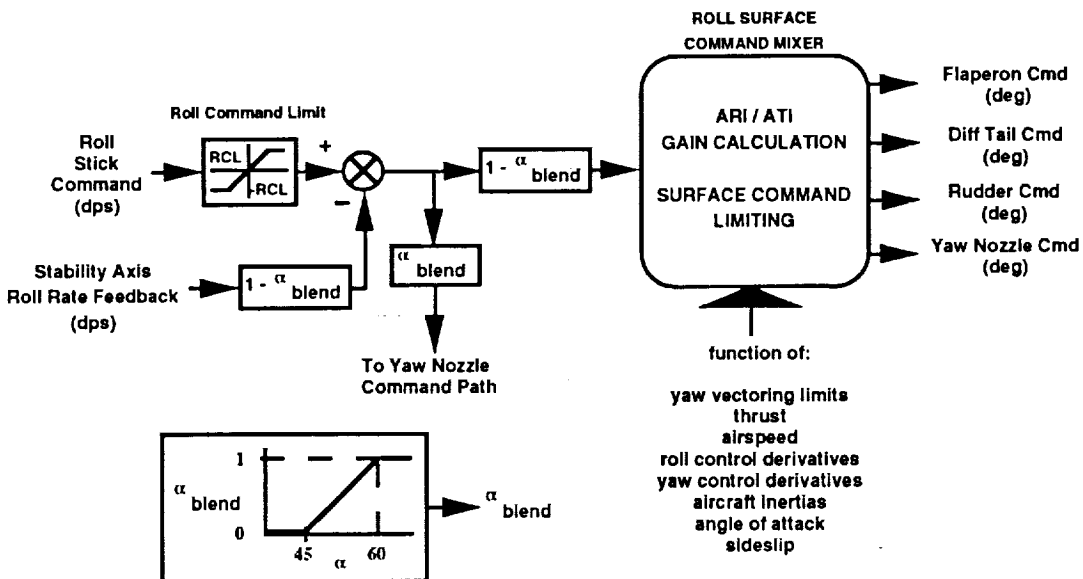 ROLL SURFACE
COMMAND MIXER
Roll Command Limit
Roll
Stick
Command
(dps)
RCL
-RCL
+
−
1 - α blend
ARI / ATI
GAIN CALCULATION
SURFACE COMMAND
LIMITING
Flaperon Cmd
(deg)
Diff Tail Cmd
(deg)
Rudder Cmd
(deg)
Yaw Nozzle Cmd
(deg)
α blend
Stability Axis
Roll Rate Feedback
(dps)
1 - α blend
To Yaw Nozzle
Command Path
function of:
yaw vectoring limits
thrust
airspeed
roll control derivatives
yaw control derivatives
aircraft inertias
angle of attack
sideslip
1
α blend
0
45
60
α
α blend